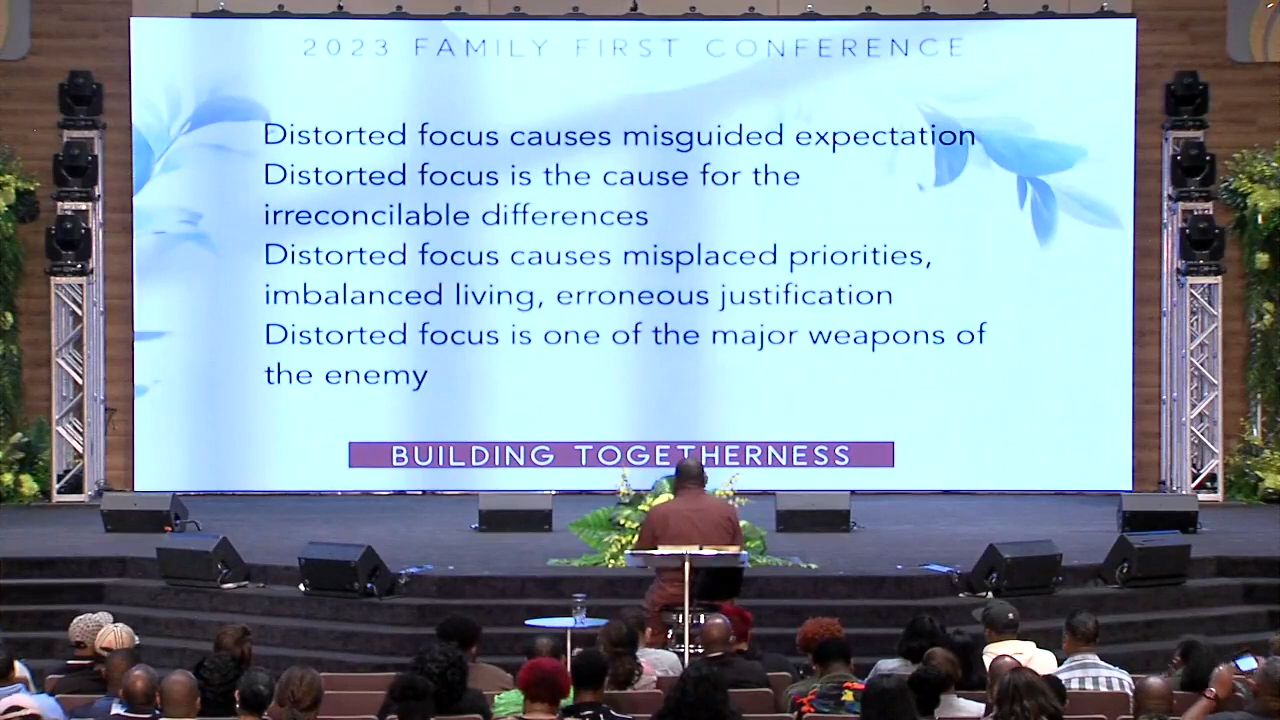 2023 FAMILY FIRST CONFERENCE
Distorted focus causes misguided expectation
Distorted focus is the cause for the
irreconcilable differences
Distorted focus causes misplaced priorities,
imbalanced living, erroneous justification
Distorted focus is one of the major weapons of
the enemy
BUILDING TOGETHERNESS